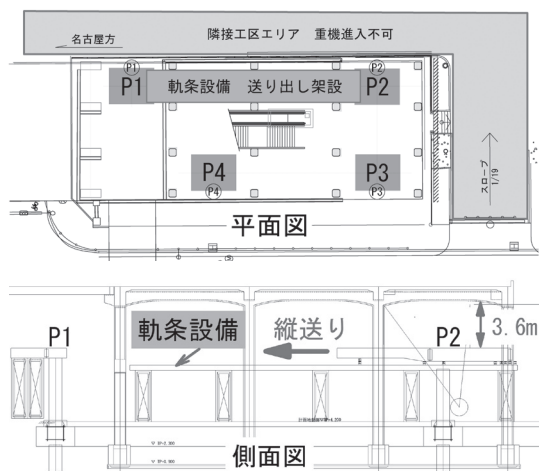 隣接工区エリア 重機進入不可
名古屋方
P1
P2
P1
軌条設備 送り出し架設
P2
P4
P3
P4
P3
スロープ
1/19
平面図
P1
軌条設備
縦送り
P2
3.6m
側面図